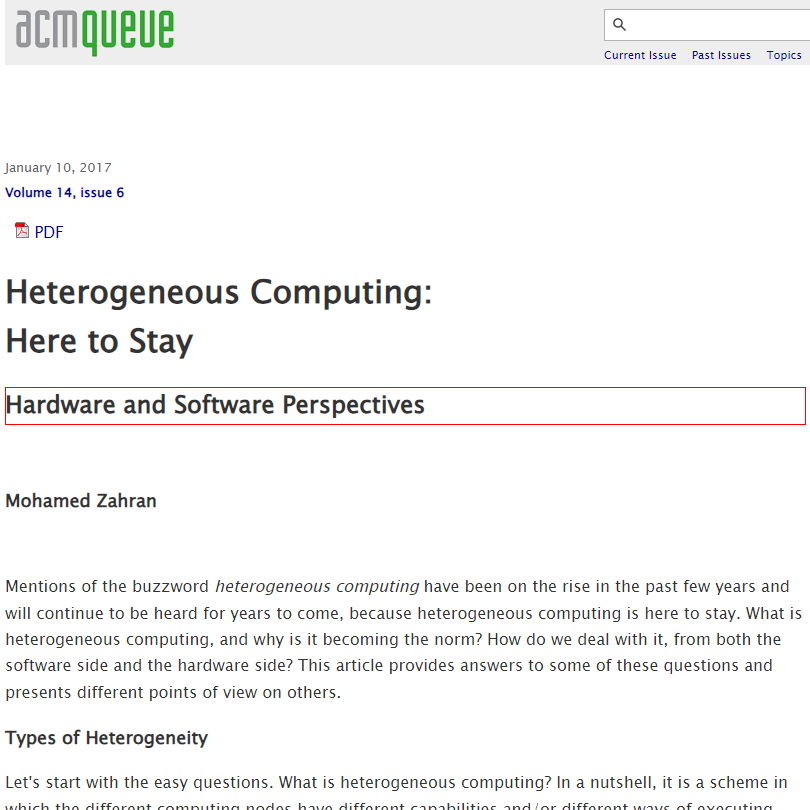 acmqueue
Current Issue Past Issues Topics
January 10, 2017
Volume 14, issue 6
PDF
Heterogeneous Computing:
Here to Stay
Hardware and Software Perspectives
Mohamed Zahran
Mentions of the buzzword heterogeneous computing have been on the rise in the past few years and
will continue to be heard for years to come, because heterogeneous computing is here to stay. What is
heterogeneous computing, and why is it becoming the norm? How do we deal with it, from both the
software side and the hardware side? This article provides answers to some of these questions and
presents different points of view on others.
Types of Heterogeneity
Let's start with the easy questions. What is heterogeneous computing? In a nutshell, it is a scheme in
which the different computing nodes have different capabilities and/or different ways of executing